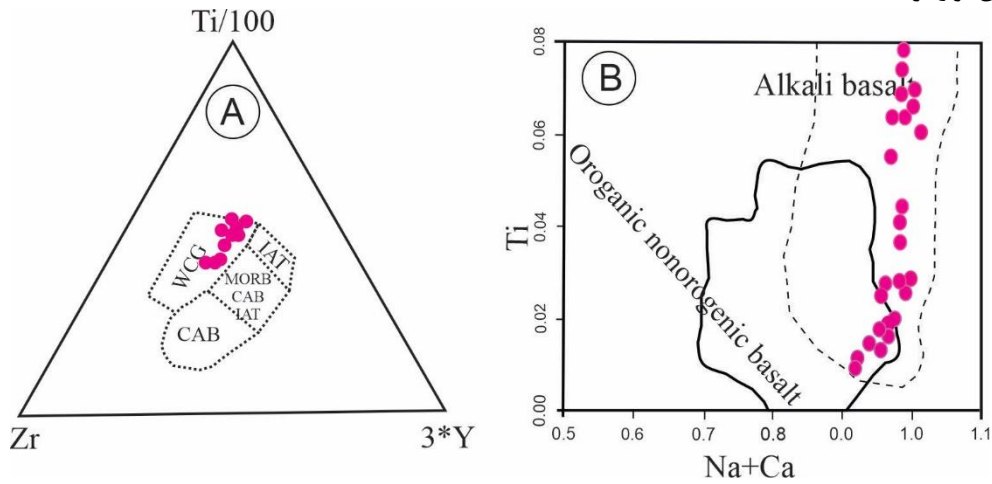 Ti/100
A
WCG
IAT
MORB
CAB
IAT
CAB
Zr
3*Y
B
Alkali basalt
Oroganic nonorogenic basalt
Ti
0.08
0.06
0.04
0.02
0.00
0.5 0.6 0.7 0.8 0.0 1.0 1.1
Na+Ca